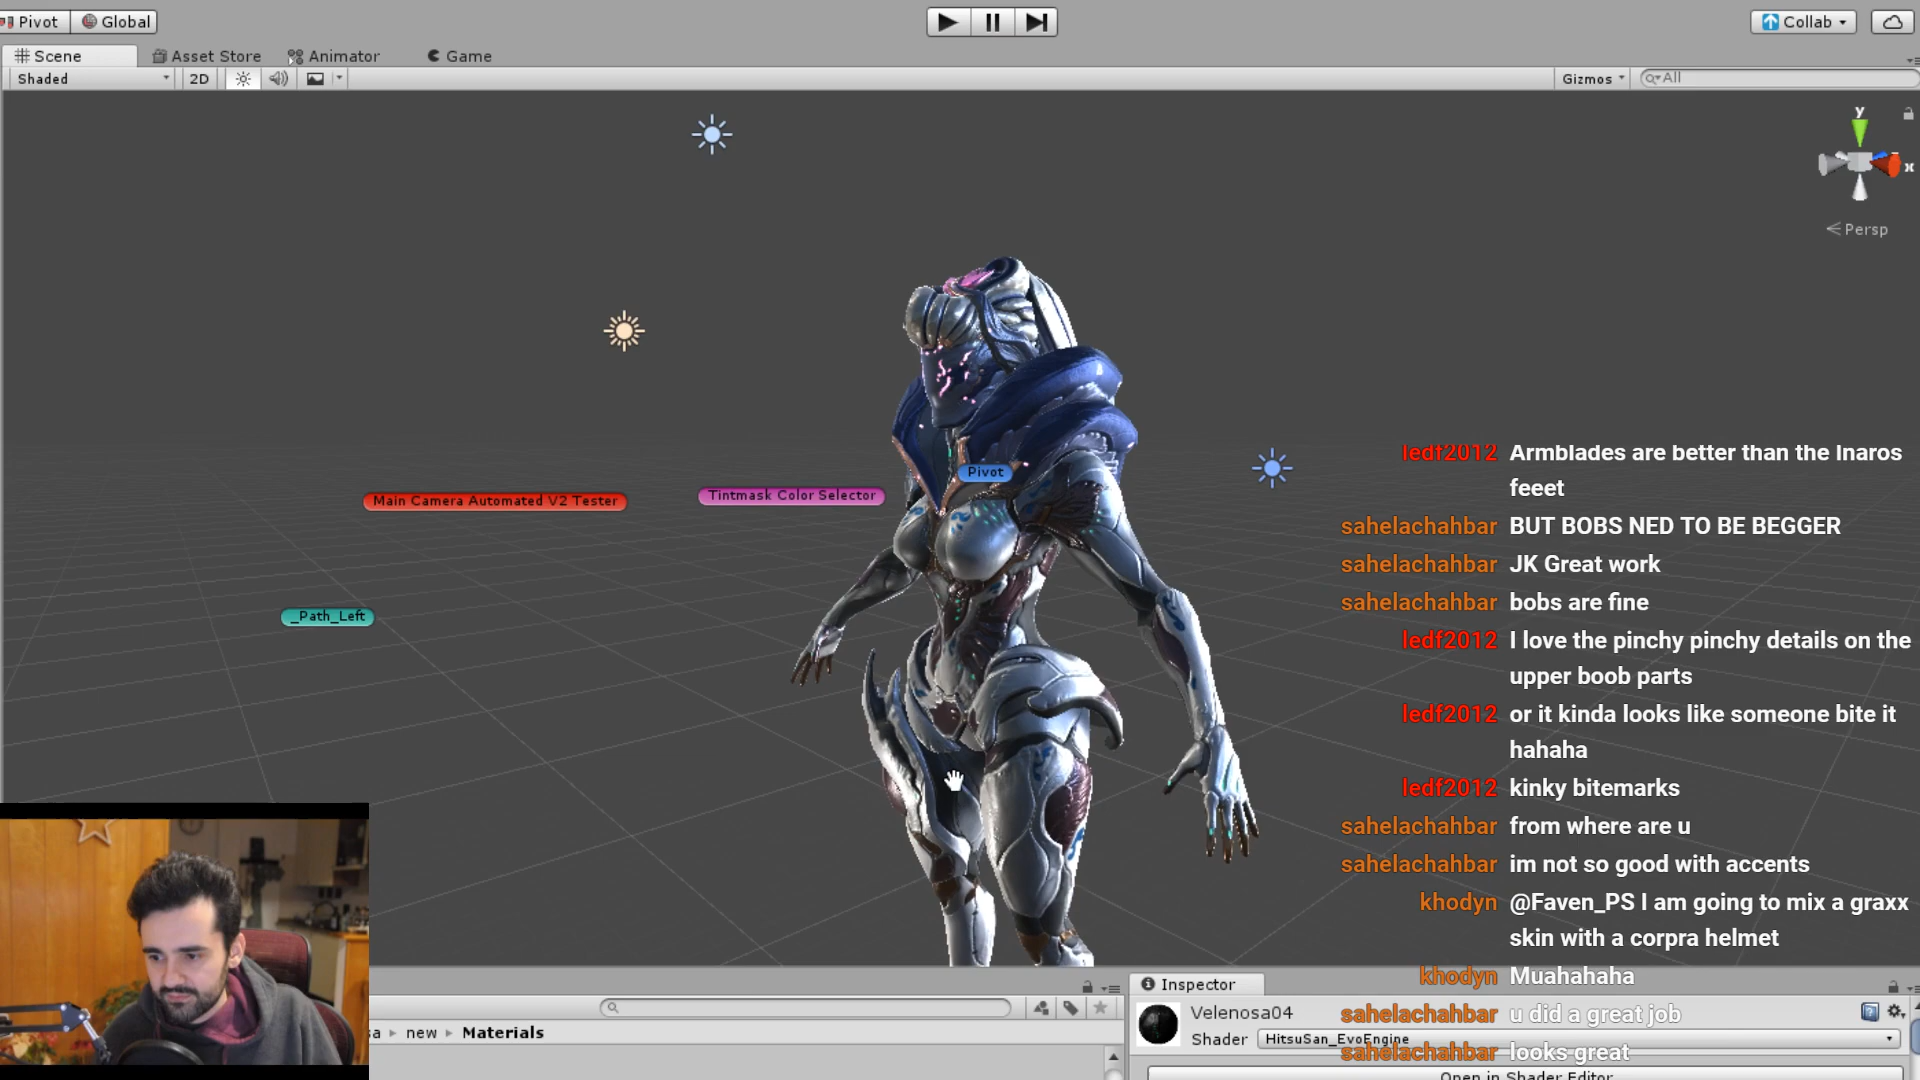 Pivot
Global
Collab
Scene
Asset Store
Animator
Game
Shaded
2D
Gizmos
All
y
x
Persp
Main Camera Automated V2 Tester
Tintmask Color Selector
Pivot
_Path_Left
ledf2012 Armblades are better than the Inaros
feeet
sahelachahbar BUT BOBS NED TO BE BEGGER
sahelachahbar JK Great work
sahelachahbar bobs are fine
ledf2012 I love the pinchy pinchy details on the
upper boob parts
ledf2012 or it kinda looks like someone bite it
hahaha
ledf2012 kinky bitemarks
sahelachahbar from where are u
sahelachahbar im not so good with accents
khodyn @Faven_PS I am going to mix a graxx
skin with a corpra helmet
khodyn Muahahaha
sahelachahbar u did a great job
sahelachahbar looks great
sa
new
Materials
Inspector
Velenosa04
Shader
HitsuSan_EvoEngine
Open in Shader Editor